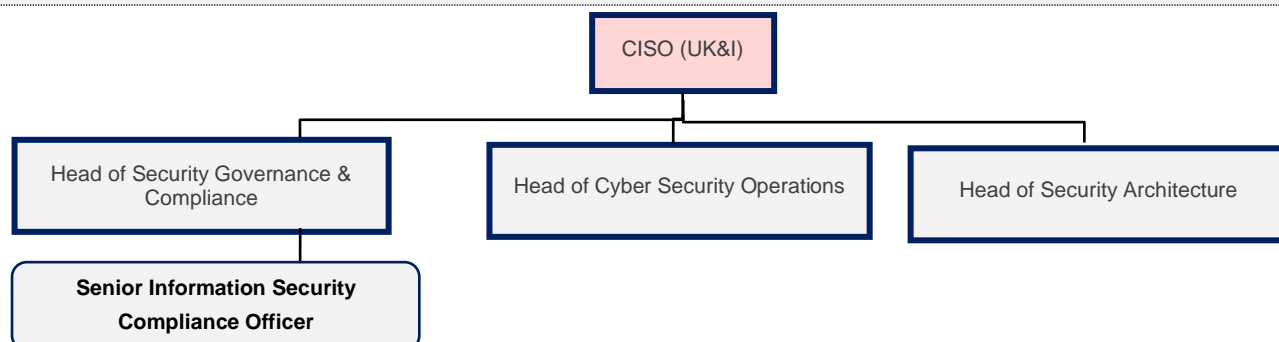 CISO (UK&I)
Head of Security Governance &
Compliance
Head of Cyber Security Operations
Head of Security Architecture
Senior Information Security
Compliance Officer